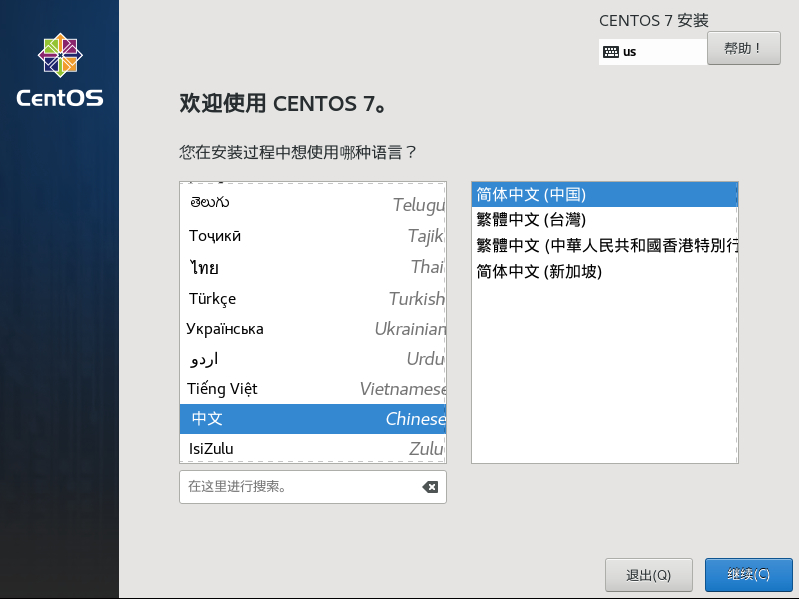 CentOS
CENTOS 7 安装
us
帮助！
欢迎使用 CENTOS 7。
您在安装过程中想使用哪种语言？
తెలుగు Telugu
Тоҷикӣ Tajik
ไทย Thai
Türkçe Turkish
Українська Ukrainian
اردو Urdu
Tiếng Việt Vietnamese
中文 Chinese
IsiZulu Zulu
简体中文 (中国)
繁體中文 (台灣)
繁體中文 (中華人民共和國香港特別行
简体中文 (新加坡)
在这里进行搜索。
退出(Q)
继续(C)